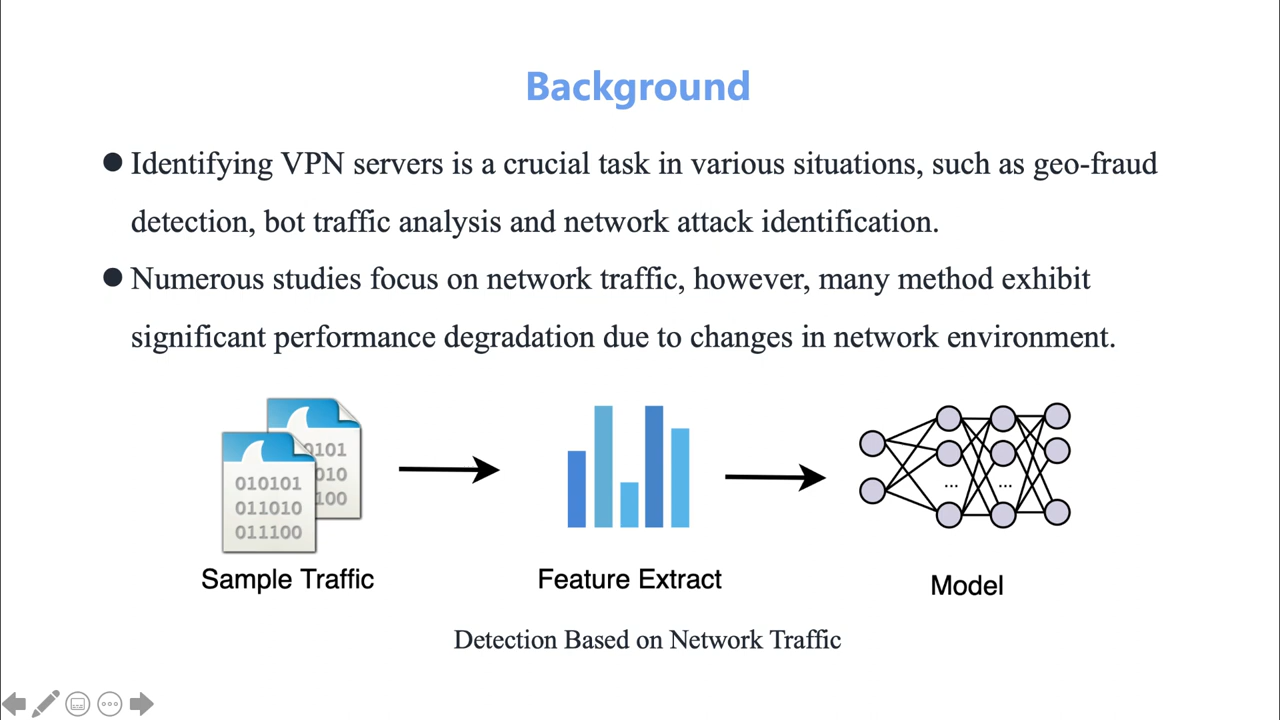 Background
● Identifying VPN servers is a crucial task in various situations, such as geo-fraud
detection, bot traffic analysis and network attack identification.
● Numerous studies focus on network traffic, however, many method exhibit
significant performance degradation due to changes in network environment.
0101
010
100
010101
011010
011100
... ...
Sample Traffic
Feature Extract
Model
Detection Based on Network Traffic